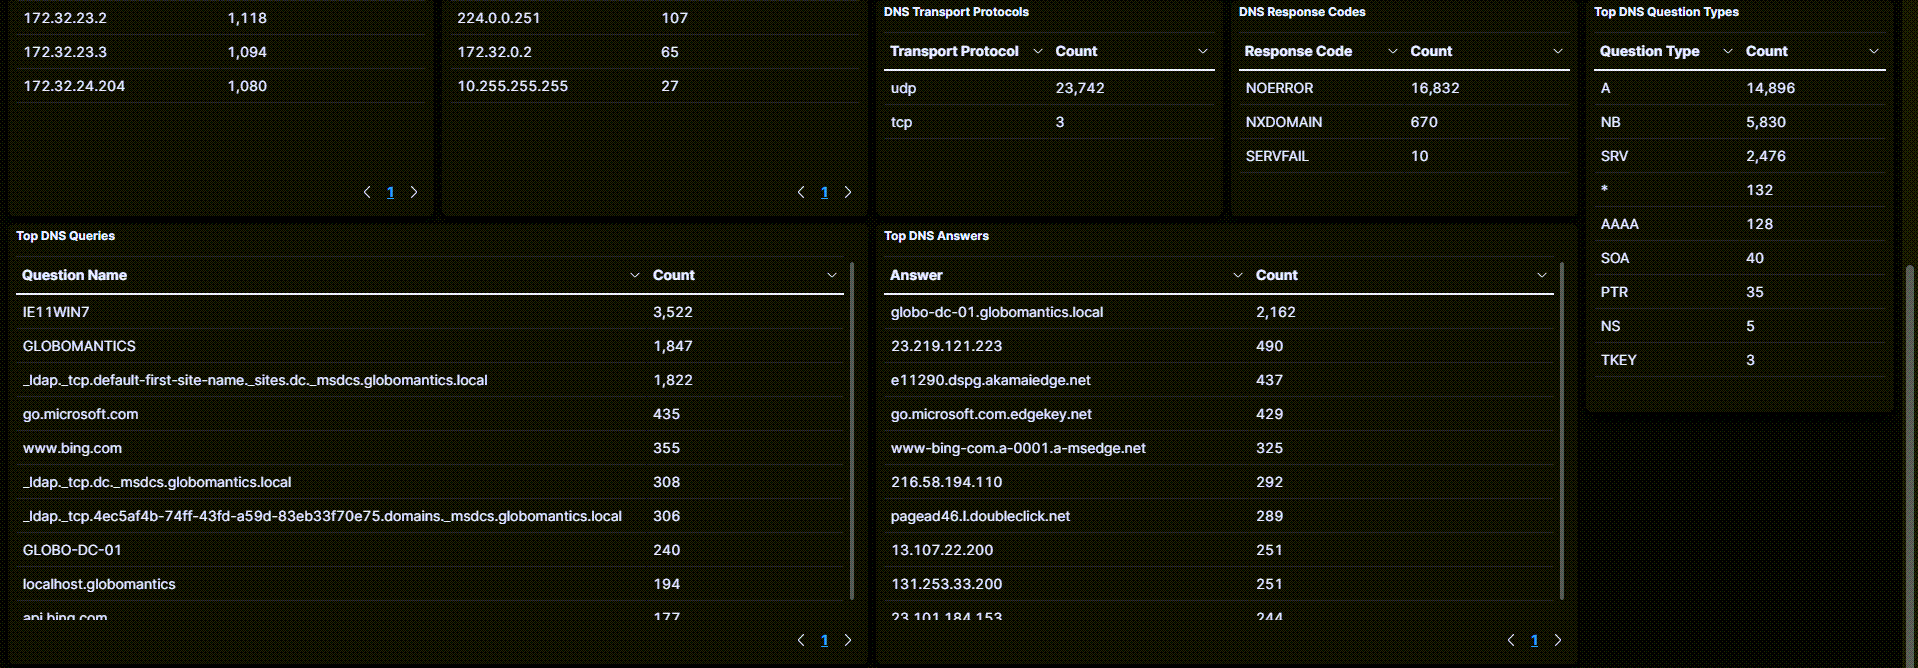 172.32.23.2 1,118
172.32.23.3 1,094
172.32.24.204 1,080
1
224.0.0.251 107
172.32.0.2 65
10.255.255.255 27
1
DNS Transport Protocols
Transport Protocol Count
udp 23,742
tcp 3
DNS Response Codes
Response Code Count
NOERROR 16,832
NXDOMAIN 670
SERVFAIL 10
Top DNS Question Types
Question Type Count
A 14,896
NB 5,830
SRV 2,476
* 132
AAAA 128
SOA 40
PTR 35
NS 5
TKEY 3
Top DNS Queries
Question Name Count
IE11WIN7 3,522
GLOBOMANTICS 1,847
_ldap._tcp.default-first-site-name._sites.dc._msdcs.globomantics.local 1,822
go.microsoft.com 435
www.bing.com 355
_ldap._tcp.dc._msdcs.globomantics.local 308
_ldap._tcp.4ec5af4b-74ff-43fd-a59d-83eb33f70e75.domains._msdcs.globomantics.local 306
GLOBO-DC-01 240
localhost.globomantics 194
api.bing.com 177
1
Top DNS Answers
Answer Count
globo-dc-01.globomantics.local 2,162
23.219.121.223 490
e11290.dspg.akamaiedge.net 437
go.microsoft.com.edgekey.net 429
www-bing-com.a-0001.a-msedge.net 325
216.58.194.110 292
pagead46.l.doubleclick.net 289
13.107.22.200 251
131.253.33.200 251
23.101.184.153 244
1